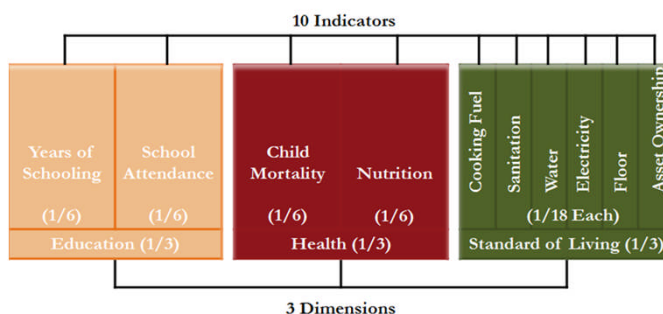 10 Indicators
Years of
Schooling
(1/6)
School
Attendance
(1/6)
Education (1/3)
Child
Mortality
(1/6)
Nutrition
(1/6)
Health (1/3)
Cooking Fuel
Sanitation
Water
Electricity
Floor
Asset Ownership
(1/18 Each)
Standard of Living (1/3)
3 Dimensions